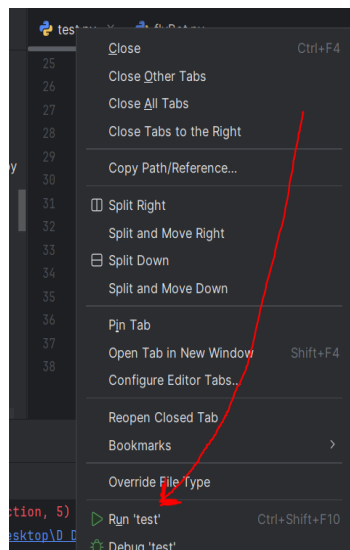 tes
flyBot.py
25
Close Ctrl+F4
26
Close Other Tabs
27
Close All Tabs
28
Close Tabs to the Right
29
Copy Path/Reference...
30
31
Split Right
32
Split and Move Right
33
Split Down
34
Split and Move Down
35
36
Pin Tab
37
Open Tab in New Window Shift+F4
38
Configure Editor Tabs...
Reopen Closed Tab
Bookmarks
Override File Type
ction, 5)
Run 'test' Ctrl+Shift+F10
esktop\D D
Debug 'test'